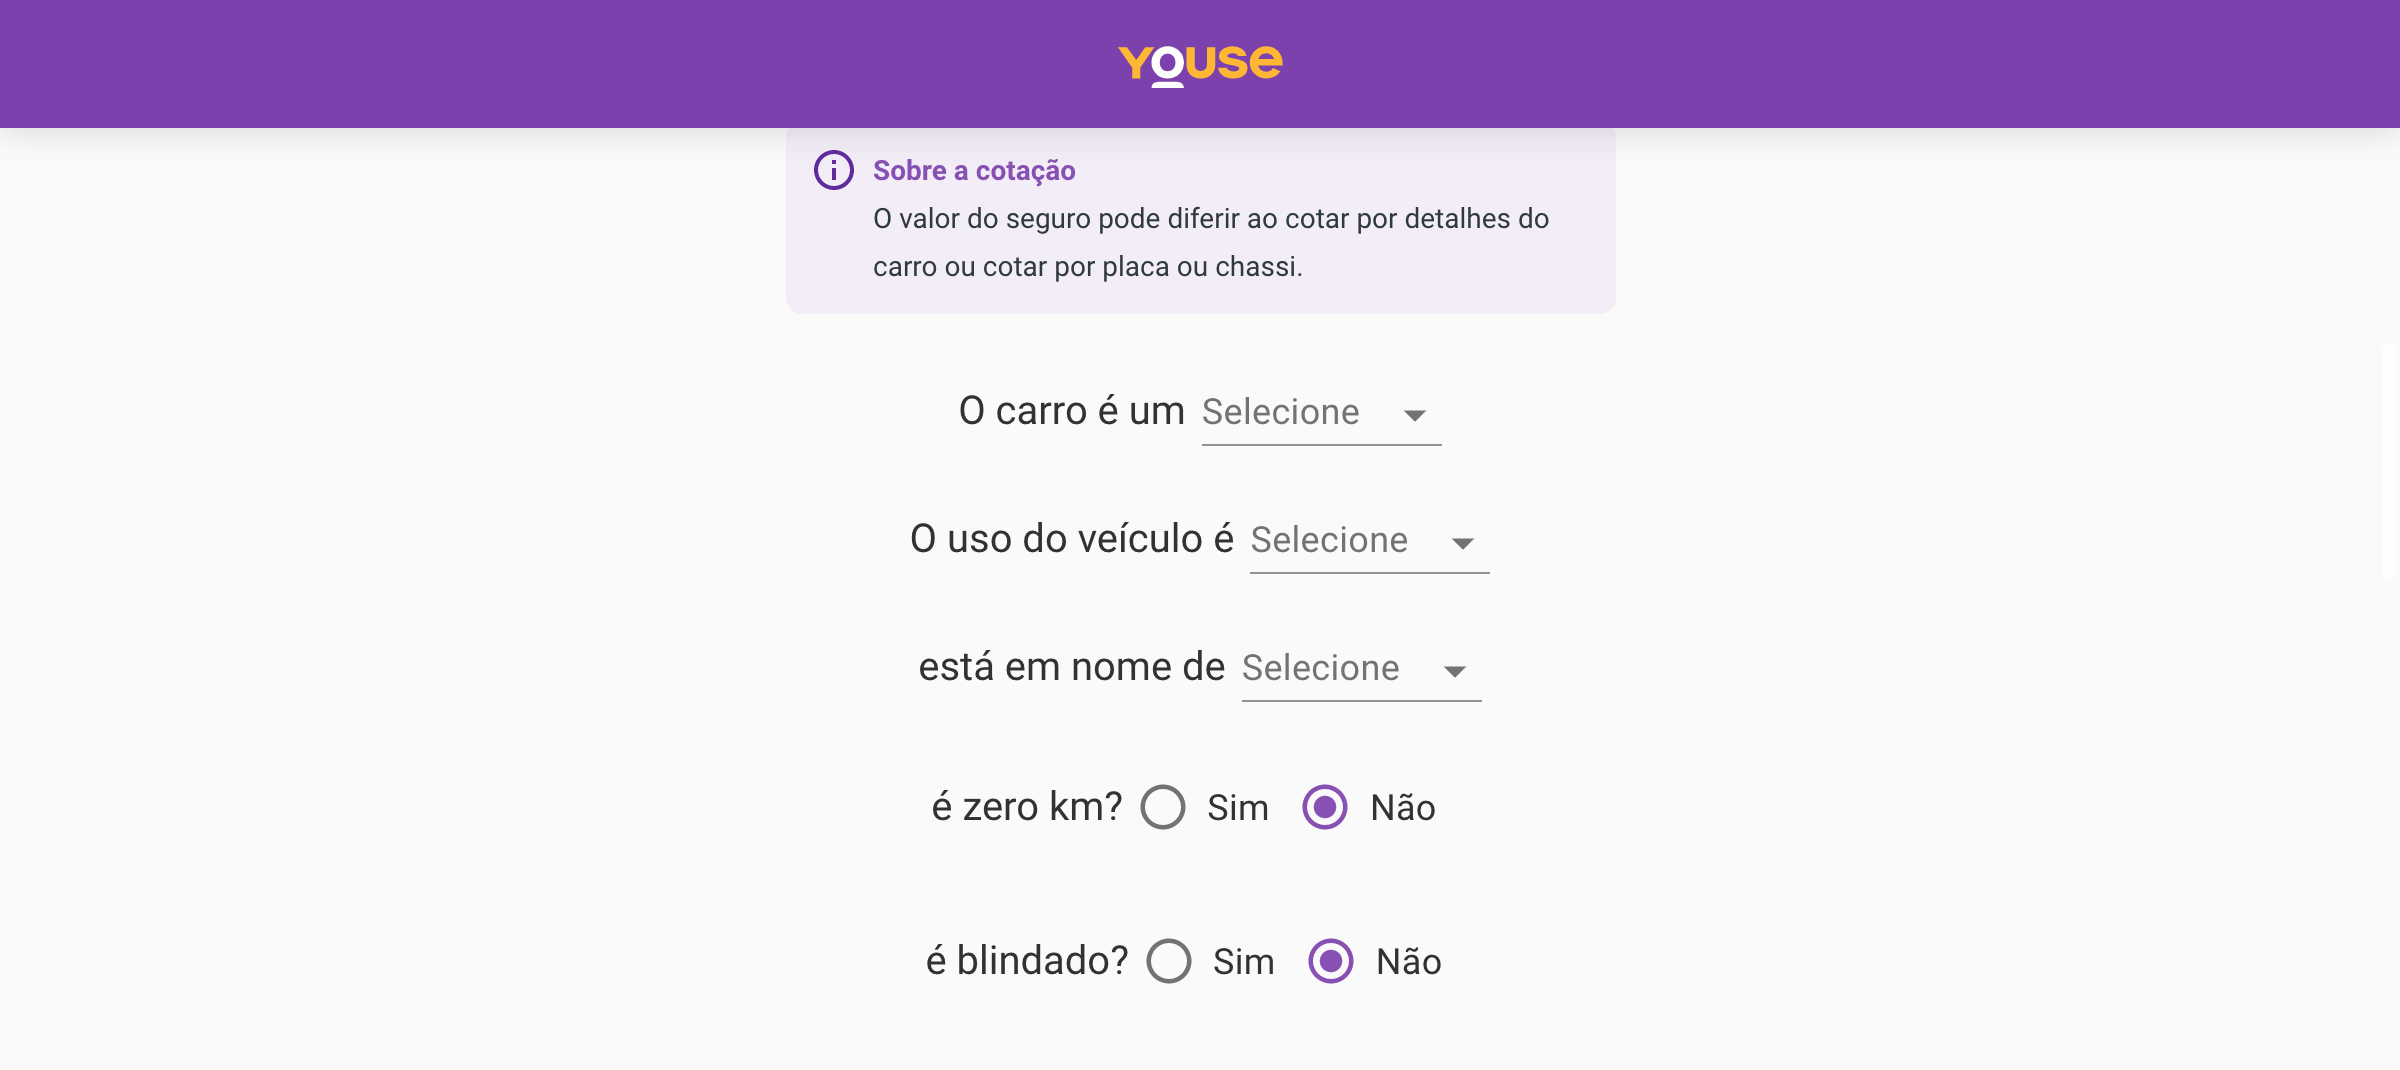 YOUSE
Sobre a cotação
O valor do seguro pode diferir ao cotar por detalhes do
carro ou cotar por placa ou chassi.
O carro é um Selecione
O uso do veículo é Selecione
está em nome de Selecione
é zero km? Sim Não
é blindado? Sim Não